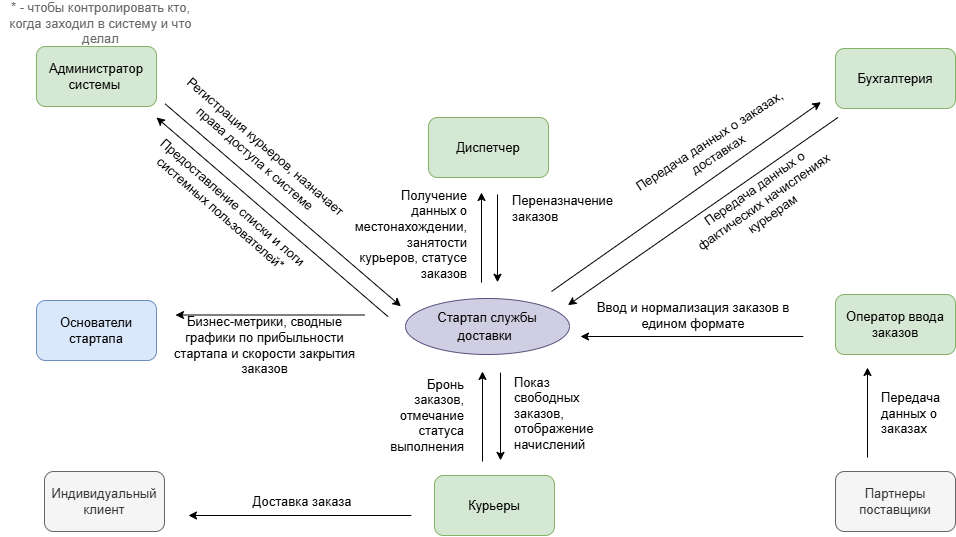 * - чтобы контролировать кто,
когда заходил в систему и что
делал
Администратор
системы
Бухгалтерия
Диспетчер
Регистрация курьеров, назначает
права доступа к системе
Предоставление списки и логи
системных пользователей*
Передача данных о заказах,
доставках
Передача данных о
фактических начислениях
курьерам
Получение
данных о
местонахождении,
занятости
курьеров, статусе
заказов
Переназначение
заказов
Основатели
стартапа
Бизнес-метрики, сводные
графики по прибыльности
стартапа и скорости закрытия
заказов
Стартап службы
доставки
Ввод и нормализация заказов в
едином формате
Оператор ввода
заказов
Бронь
заказов,
отмечание
статуса
выполнения
Показ
свободных
заказов,
отображение
начислений
Передача
данных о
заказах
Индивидуальный
клиент
Доставка заказа
Курьеры
Партнеры
поставщики